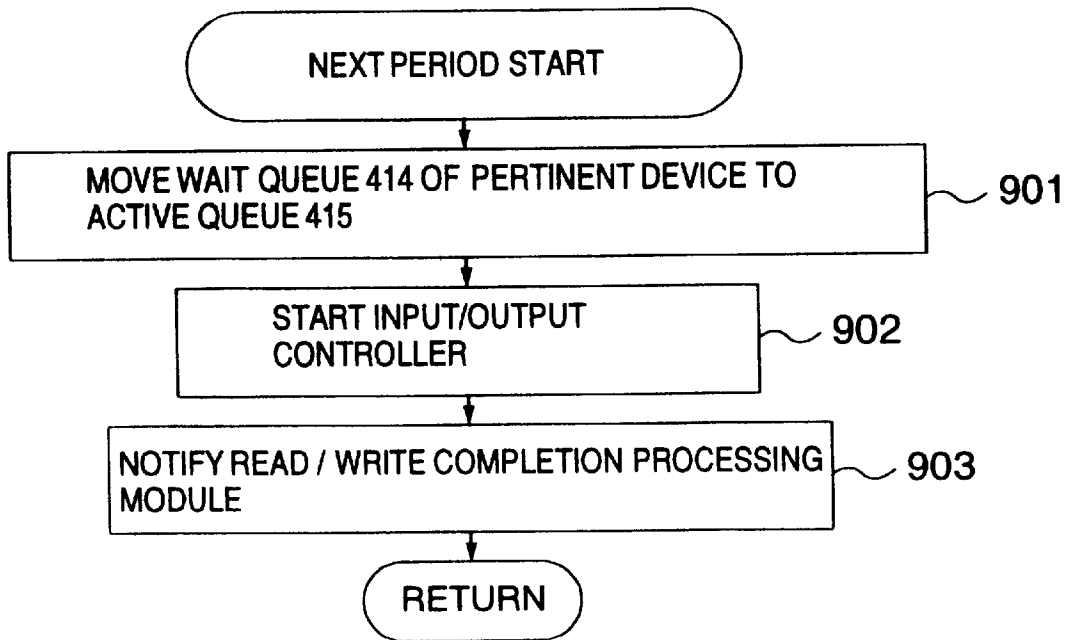 NEXT PERIOD START
MOVE WAIT QUEUE 414 OF PERTINENT DEVICE TO
ACTIVE QUEUE 415
901
START INPUT/OUTPUT
CONTROLLER
902
NOTIFY READ / WRITE COMPLETION PROCESSING
MODULE
903
RETURN